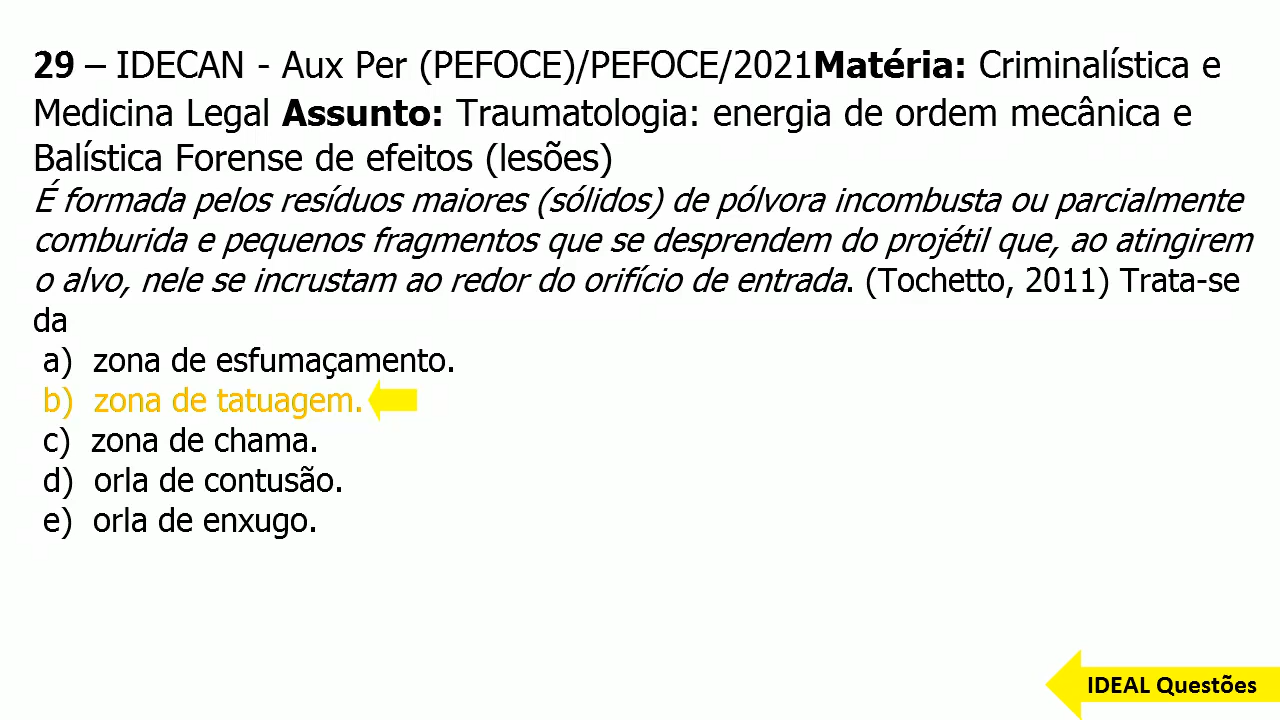 29 – IDECAN - Aux Per (PEFOCE)/PEFOCE/2021Matéria: Criminalística e
Medicina Legal Assunto: Traumatologia: energia de ordem mecânica e
Balística Forense de efeitos (lesões)
É formada pelos resíduos maiores (sólidos) de pólvora incombusta ou parcialmente
comburida e pequenos fragmentos que se desprendem do projétil que, ao atingirem
o alvo, nele se incrustam ao redor do orifício de entrada. (Tochetto, 2011) Trata-se
da
a) zona de esfumaçamento.
b) zona de tatuagem.
c) zona de chama.
d) orla de contusão.
e) orla de enxugo.
IDEAL Questões